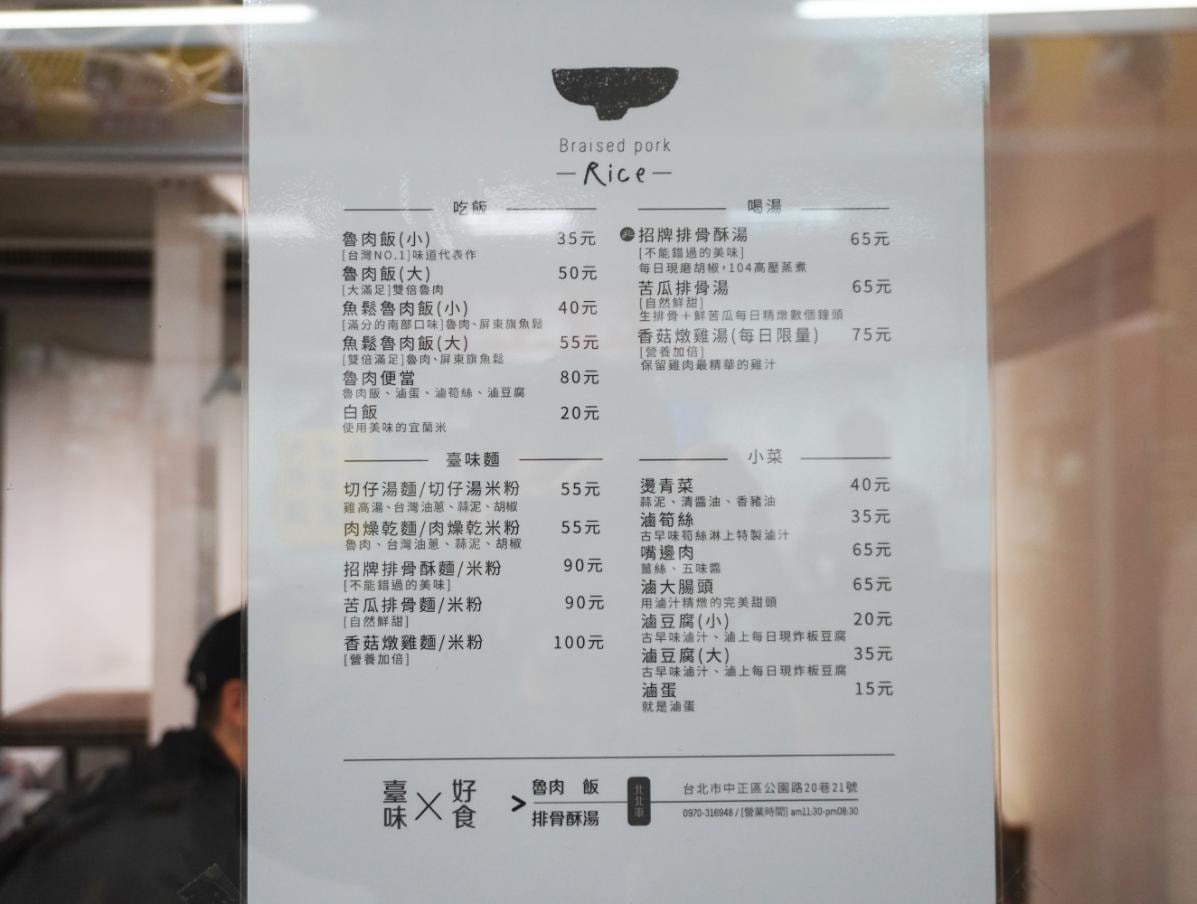 Braised pork
Rice
吃飯
魯肉飯(小) 35元
[台灣NO.1]味道代表作
魯肉飯(大) 50元
[大滿足]雙倍魯肉
魚鬆魯肉飯(小) 40元
[滿分的南部口味]魯肉、屏東旗魚鬆
魚鬆魯肉飯(大) 55元
[雙倍滿足]魯肉、屏東旗魚鬆
魯肉便當 80元
魯肉飯、滷蛋、滷筍絲、滷豆腐
白飯 20元
使用美味的宜蘭米
喝湯
招牌排骨酥湯 65元
[不能錯過的美味]
每日現磨胡椒，104高壓蒸煮
苦瓜排骨湯 65元
[自然鮮甜]
生排骨＋鮮苦瓜每日精燉數個鐘頭
香菇燉雞湯(每日限量) 75元
[營養加倍]
保留雞肉最精華的雞汁
臺味麵
切仔湯麵/切仔湯米粉 55元
雞高湯、台灣油蔥、蒜泥、胡椒
肉燥乾麵/肉燥乾米粉 55元
魯肉、台灣油蔥、蒜泥、胡椒
招牌排骨酥麵/米粉 90元
[不能錯過的美味]
苦瓜排骨麵/米粉 90元
[自然鮮甜]
香菇燉雞麵/米粉 100元
[營養加倍]
小菜
燙青菜 40元
蒜泥、清醬油、香豬油
滷筍絲 35元
古早味筍絲淋上特製滷汁
嘴邊肉 65元
薑絲、五味醬
滷大腸頭 65元
用滷汁精燉的完美甜頭
滷豆腐(小) 20元
古早味滷汁、滷上每日現炸板豆腐
滷豆腐(大) 35元
古早味滷汁、滷上每日現炸板豆腐
滷蛋 15元
就是滷蛋
臺味×好食
魯肉 飯
排骨酥湯
北北車
台北市中正區公園路20巷21號
0970-316948 / [營業時間] am11:30-pm08:30